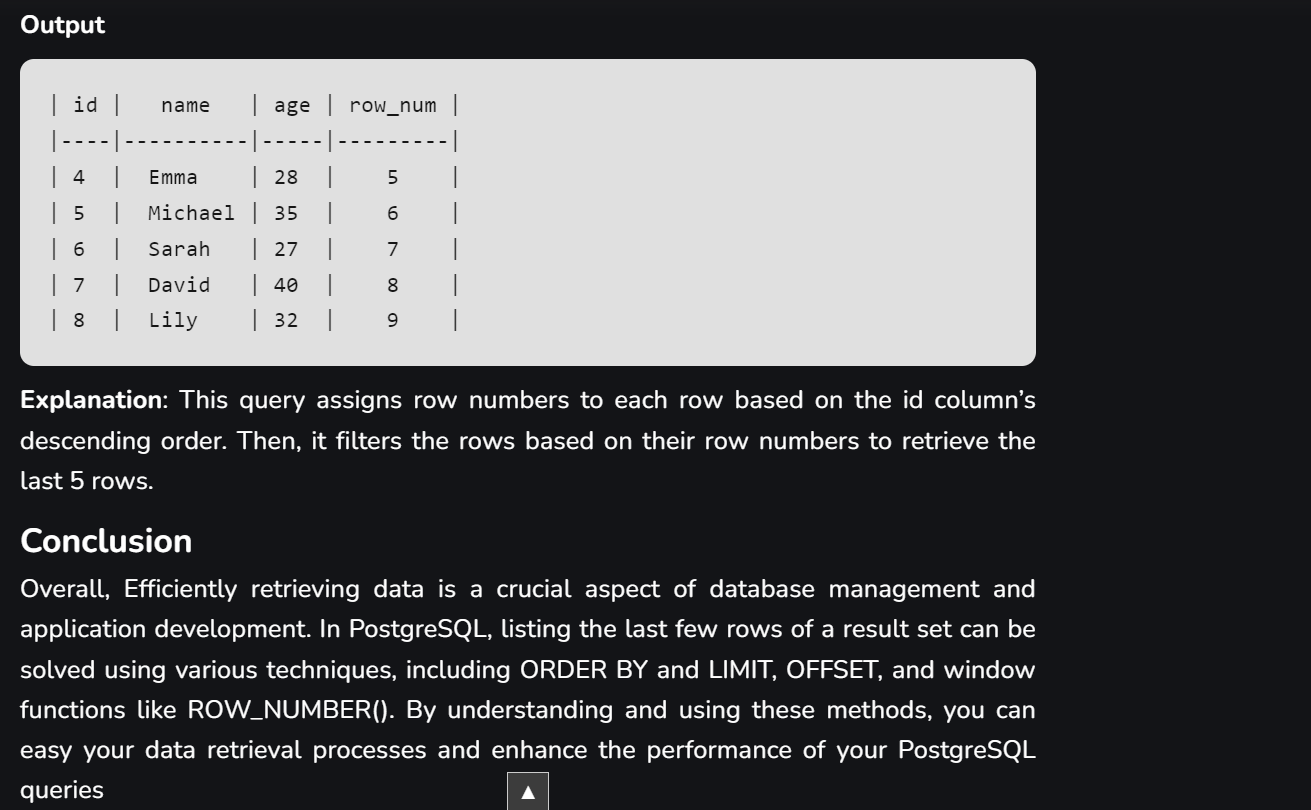 Output
| id |   name   | age | row_num |
|----|----------|-----|---------|
| 4  |  Emma    | 28  |    5    |
| 5  |  Michael | 35  |    6    |
| 6  |  Sarah   | 27  |    7    |
| 7  |  David   | 40  |    8    |
| 8  |  Lily    | 32  |    9    |
Explanation: This query assigns row numbers to each row based on the id column’s
descending order. Then, it filters the rows based on their row numbers to retrieve the
last 5 rows.
Conclusion
Overall, Efficiently retrieving data is a crucial aspect of database management and
application development. In PostgreSQL, listing the last few rows of a result set can be
solved using various techniques, including ORDER BY and LIMIT, OFFSET, and window
functions like ROW_NUMBER(). By understanding and using these methods, you can
easy your data retrieval processes and enhance the performance of your PostgreSQL
queries